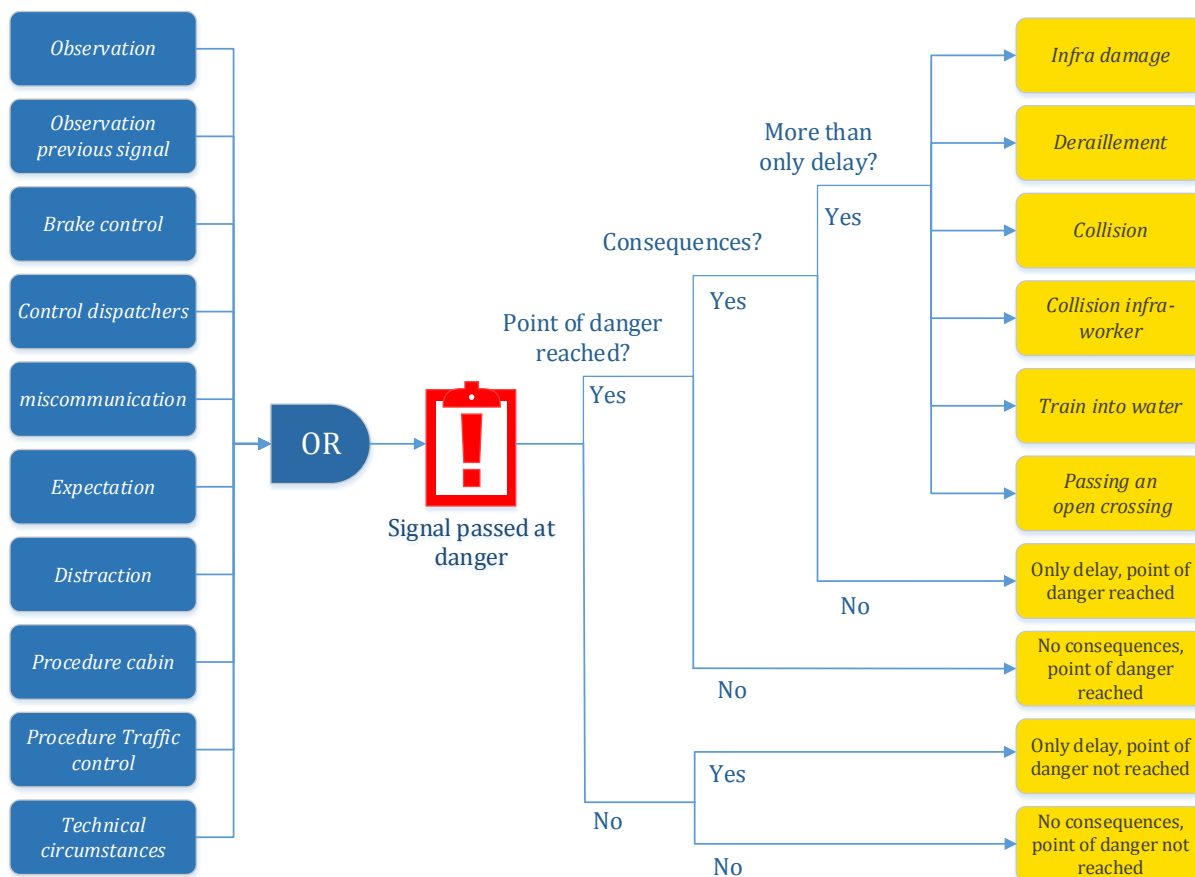 Observation
Observation
previous signal
Brake control
Control dispatchers
miscommunication
Expectation
Distraction
Procedure cabin
Procedure Traffic
control
Technical
circumstances
OR
Signal passed at
danger
Point of danger
reached?
Yes
No
Consequences?
Yes
No
Yes
No
More than
only delay?
Yes
No
Infra damage
Deraillement
Collision
Collision infra-
worker
Train into water
Passing an
open crossing
Only delay, point of
danger reached
No consequences,
point of danger
reached
Only delay, point of
danger not reached
No consequences,
point of danger not
reached